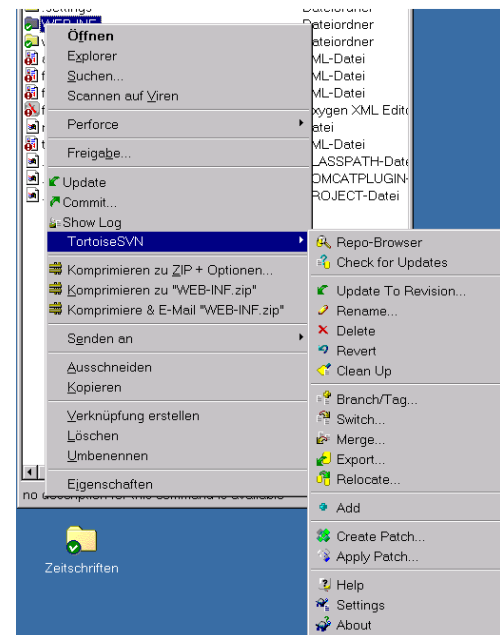 WEB-INF
Dateiordner
Dateiordner
ML-Datei
ML-Datei
ML-Datei
xygen XML
atei
ML-Datei
LASSPATH-Date
OMCATPLUGIN-
ROJECT-Datei
Öffnen
Explorer
Suchen...
Scannen auf Viren
Perforce
Freigabe...
Update
Commit...
Show Log
TortoiseSVN
Komprimieren zu ZIP + Optionen...
Komprimieren zu "WEB-INF.zip"
Komprimiere & E-Mail "WEB-INF.zip"
Senden an
Ausschneiden
Kopieren
Verknüpfung erstellen
Löschen
Umbenennen
Eigenschaften
Repo-Browser
Check for Updates
Update To Revision...
Rename...
Delete
Revert
Clean Up
Branch/Tag...
Switch...
Merge...
Export...
Relocate...
Add
Create Patch...
Apply Patch...
Help
Settings
About
no description for this command is available
Zeitschriften